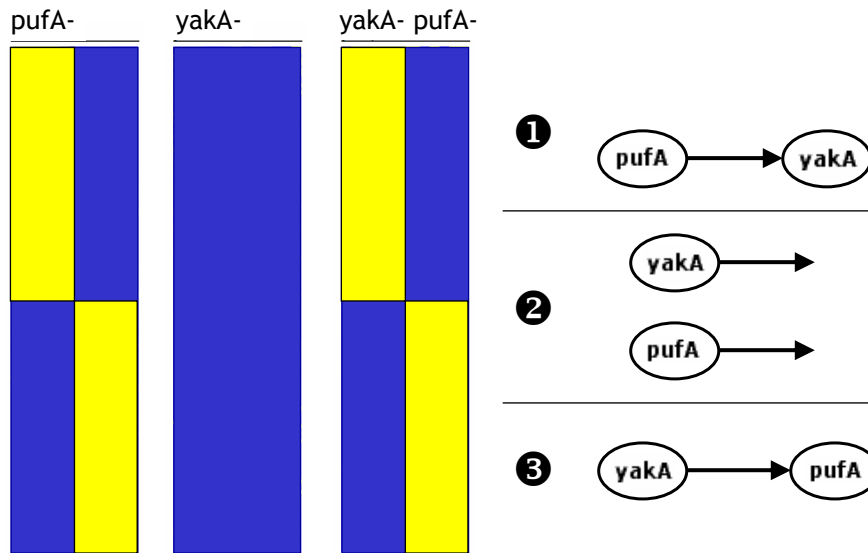 pufA-
yakA-
yakA- pufA-
❶
pufA
yakA
❷
yakA
pufA
❸
yakA
pufA